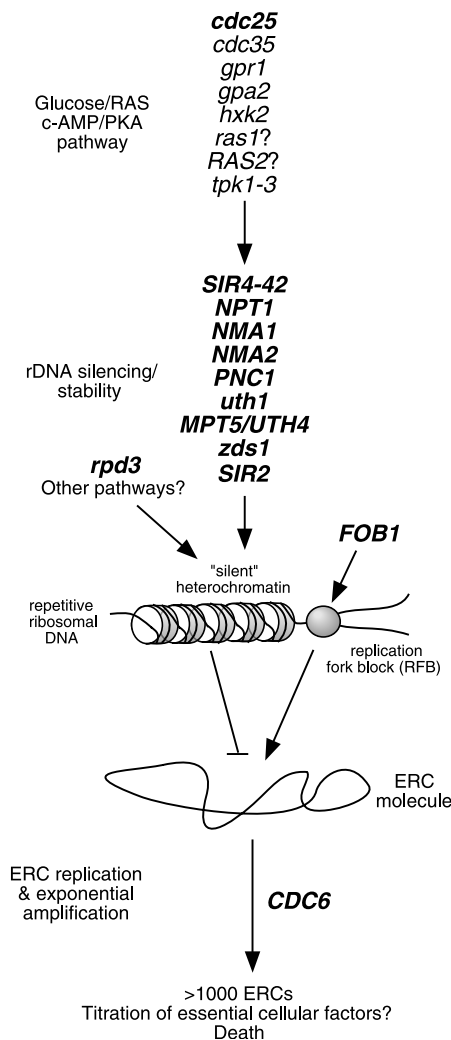 cdc25
cdc35
gpr1
gpa2
hxk2
ras1?
RAS2?
tpk1-3
Glucose/RAS
c-AMP/PKA
pathway
SIR4-42
NPT1
NMA1
NMA2
PNC1
uth1
MPT5/UTH4
zds1
SIR2
rDNA silencing/
stability
rpd3
Other pathways?
FOB1
"silent"
heterochromatin
repetitive
ribosomal
DNA
replication
fork block (RFB)
ERC
molecule
ERC replication
& exponential
amplification
CDC6
>1000 ERCs
Titration of essential cellular factors?
Death